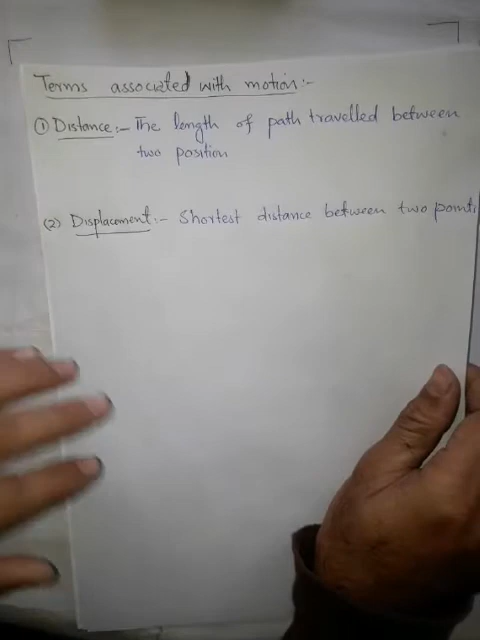 Terms associated with motion:-
① Distance:- The length of path travelled between
two position
(2) Displacement:- Shortest distance between two point